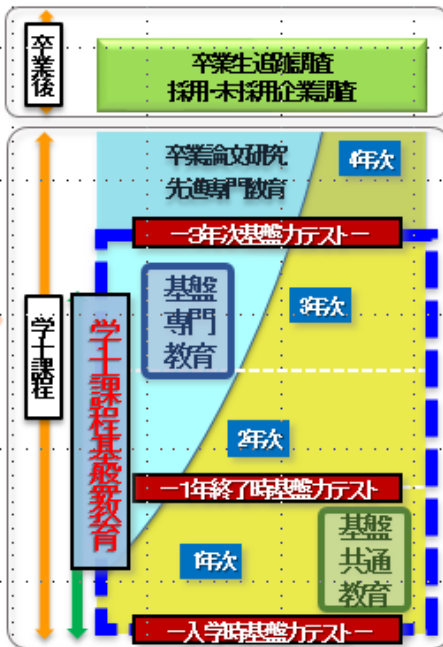 卒業後
卒業生追跡調査
採用-未採用企業調査
学士課程
卒業論文研究
先進専門教育
4年次
ー3年次基盤力テストー
基盤
専門
教育
3年次
学士課程基盤教育
2年次
ー1年終了時基盤力テスト
1年次
基盤
共通
教育
ー入学時基盤力テストー